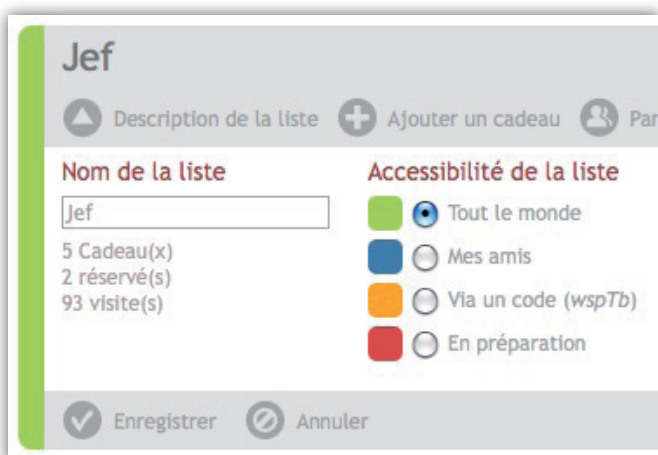 Jef
Description de la liste Ajouter un cadeau Par
Nom de la liste
Jef
5 Cadeau(x)
2 réservé(s)
93 visite(s)
Accessibilité de la liste
Tout le monde
Mes amis
Via un code (wspTb)
En préparation
Enregistrer Annuler